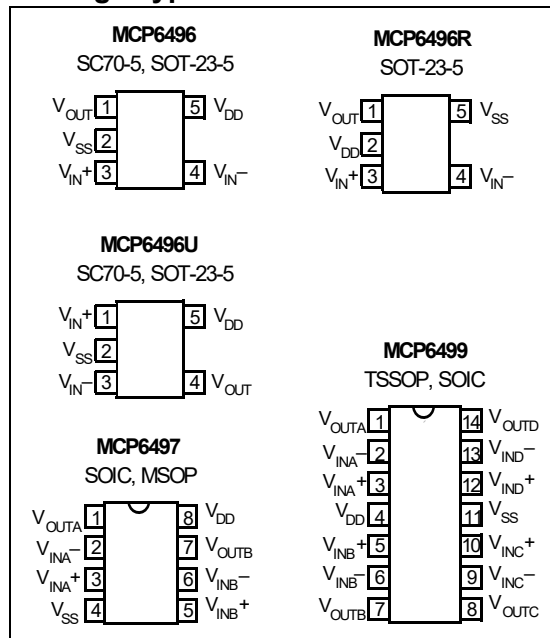 MCP6496
SC70-5, SOT-23-5
VOUT 1 5 VDD
VSS 2
VIN+ 3 4 VIN–
MCP6496R
SOT-23-5
VOUT 1 5 VSS
VDD 2
VIN+ 3 4 VIN–
MCP6496U
SC70-5, SOT-23-5
VIN+ 1 5 VDD
VSS 2
VIN– 3 4 VOUT
MCP6497
SOIC, MSOP
VOUTA 1 8 VDD
VINA– 2 7 VOUTB
VINA+ 3 6 VINB–
VSS 4 5 VINB+
MCP6499
TSSOP, SOIC
VOUTA 1 14 VOUTD
VINA– 2 13 VIND–
VINA+ 3 12 VIND+
VDD 4 11 VSS
VINB+ 5 10 VINC+
VINB– 6 9 VINC–
VOUTB 7 8 VOUTC